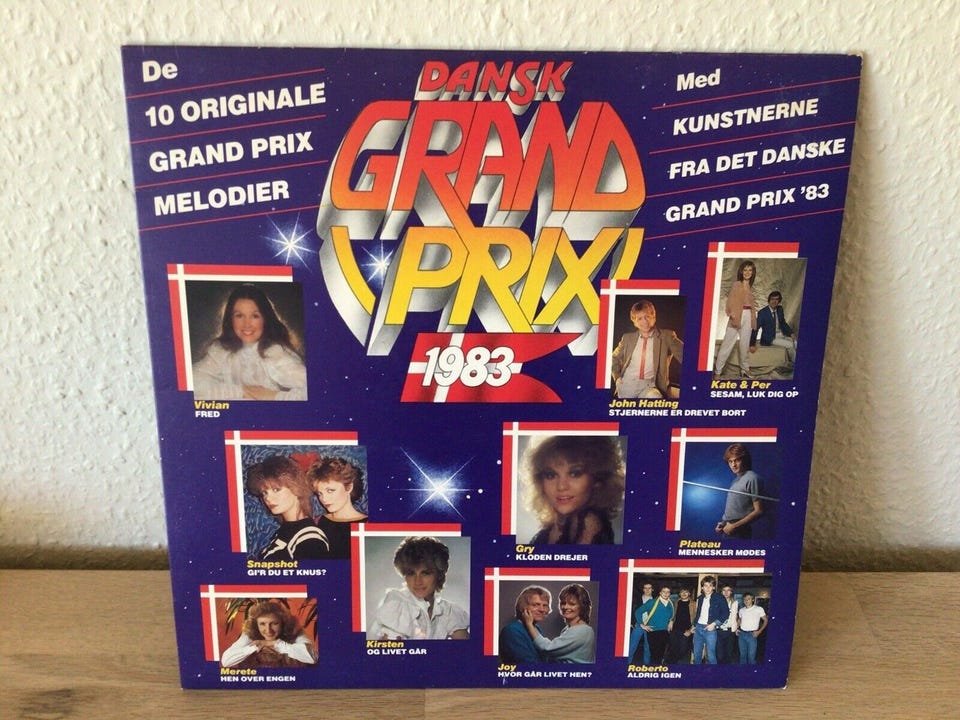 De
10 ORIGINALE
GRAND PRIX
MELODIER
DANSK
GRAND
PRIX
1983
Med
KUNSTNERNE
FRA DET DANSKE
GRAND PRIX '83
Vivian
FRED
John Hatting
STJERNERNE ER DREVET BORT
Kate & Per
SESAM, LUK DIG OP
Snapshot
GI'R DU ET KNUS?
Gry
KLODEN DREJER
Plateau
MENNESKER MØDES
Merete
HEN OVER ENGEN
Kirsten
OG LIVET GÅR
Joy
HVOR GÅR LIVET HEN?
Roberto
ALDRIG IGEN